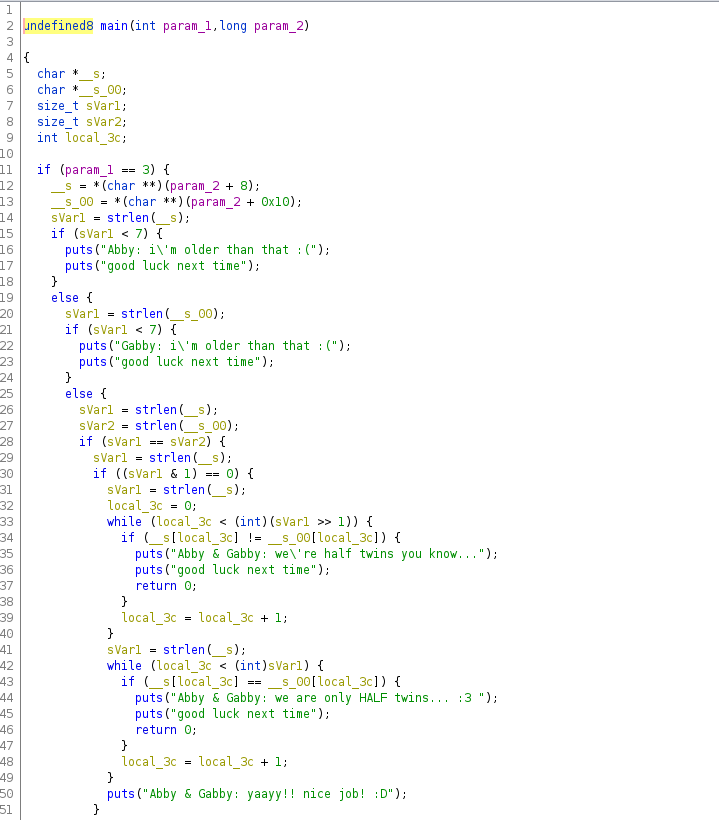 1
2 undefined8 main(int param_1,long param_2)
3
4 {
5   char *__s;
6   char *__s_00;
7   size_t sVar1;
8   size_t sVar2;
9   int local_3c;
10
11   if (param_1 == 3) {
12     __s = *(char **)(param_2 + 8);
13     __s_00 = *(char **)(param_2 + 0x10);
14     sVar1 = strlen(__s);
15     if (sVar1 < 7) {
16       puts("Abby: i\'m older than that :(");
17       puts("good luck next time");
18     }
19     else {
20       sVar1 = strlen(__s_00);
21       if (sVar1 < 7) {
22         puts("Gabby: i\'m older than that :(");
23         puts("good luck next time");
24       }
25       else {
26         sVar1 = strlen(__s);
27         sVar2 = strlen(__s_00);
28         if (sVar1 == sVar2) {
29           sVar1 = strlen(__s);
30           if ((sVar1 & 1) == 0) {
31             sVar1 = strlen(__s);
32             local_3c = 0;
33             while (local_3c < (int)(sVar1 >> 1)) {
34               if (__s[local_3c] != __s_00[local_3c]) {
35                 puts("Abby & Gabby: we\'re half twins you know...");
36                 puts("good luck next time");
37                 return 0;
38               }
39               local_3c = local_3c + 1;
40             }
41             sVar1 = strlen(__s);
42             while (local_3c < (int)sVar1) {
43               if (__s[local_3c] == __s_00[local_3c]) {
44                 puts("Abby & Gabby: we are only HALF twins... :3 ");
45                 puts("good luck next time");
46                 return 0;
47               }
48               local_3c = local_3c + 1;
49             }
50             puts("Abby & Gabby: yaayy!! nice job! :D");
51           }